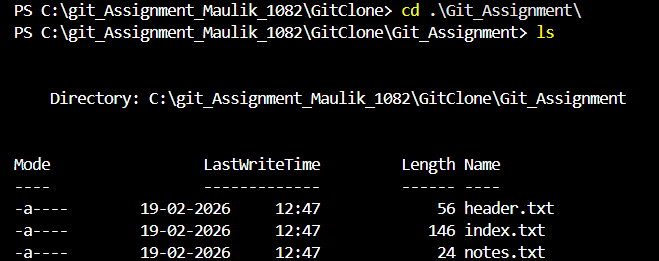 PS C:\git_Assignment_Maulik_1082\GitClone> cd .\Git_Assignment\
PS C:\git_Assignment_Maulik_1082\GitClone\Git_Assignment> ls
Directory: C:\git_Assignment_Maulik_1082\GitClone\Git_Assignment
Mode LastWriteTime Length Name
---- ------------- ------ ----
-a---- 19-02-2026 12:47 56 header.txt
-a---- 19-02-2026 12:47 146 index.txt
-a---- 19-02-2026 12:47 24 notes.txt